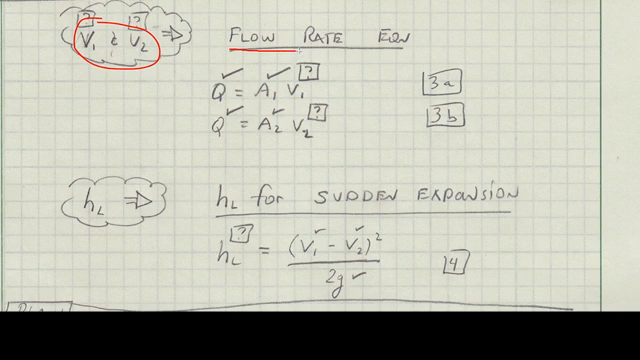 ? ?
V₁ & V₂ ⇒
FLOW RATE EQN
Q = A₁ V₁ ? 3a
Q = A₂ V₂ ? 3b
hL ⇒
hL for SUDDEN EXPANSION
hL ? = (V₁ - V₂)² / 2g 4